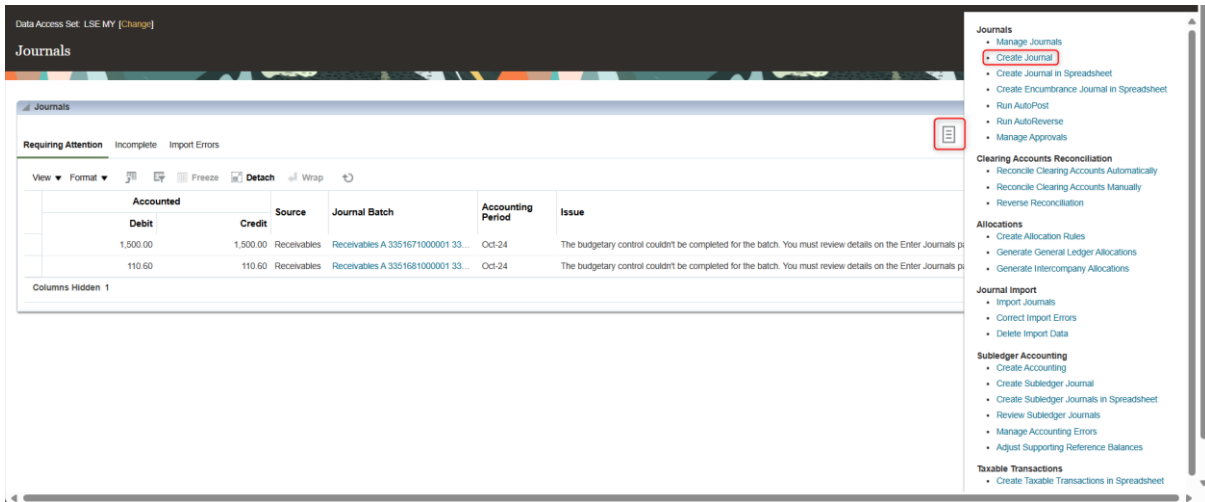 Data Access Set: LSE MY [Change]
Journals
Journals
Requiring Attention Incomplete Import Errors
View Format Freeze Detach Wrap
Accounted
Debit Credit Source Journal Batch Accounting Period Issue
1,500.00 1,500.00 Receivables Receivables A 3351671000001 33... Oct-24 The budgetary control couldn't be completed for the batch. You must review details on the Enter Journals pa
110.60 110.60 Receivables Receivables A 3351681000001 33... Oct-24 The budgetary control couldn't be completed for the batch. You must review details on the Enter Journals pa
Columns Hidden 1
Journals
• Manage Journals
• Create Journal
• Create Journal in Spreadsheet
• Create Encumbrance Journal in Spreadsheet
• Run AutoPost
• Run AutoReverse
• Manage Approvals
Clearing Accounts Reconciliation
• Reconcile Clearing Accounts Automatically
• Reconcile Clearing Accounts Manually
• Reverse Reconciliation
Allocations
• Create Allocation Rules
• Generate General Ledger Allocations
• Generate Intercompany Allocations
Journal Import
• Import Journals
• Correct Import Errors
• Delete Import Data
Subledger Accounting
• Create Accounting
• Create Subledger Journal
• Create Subledger Journals in Spreadsheet
• Review Subledger Journals
• Manage Accounting Errors
• Adjust Supporting Reference Balances
Taxable Transactions
• Create Taxable Transactions in Spreadsheet